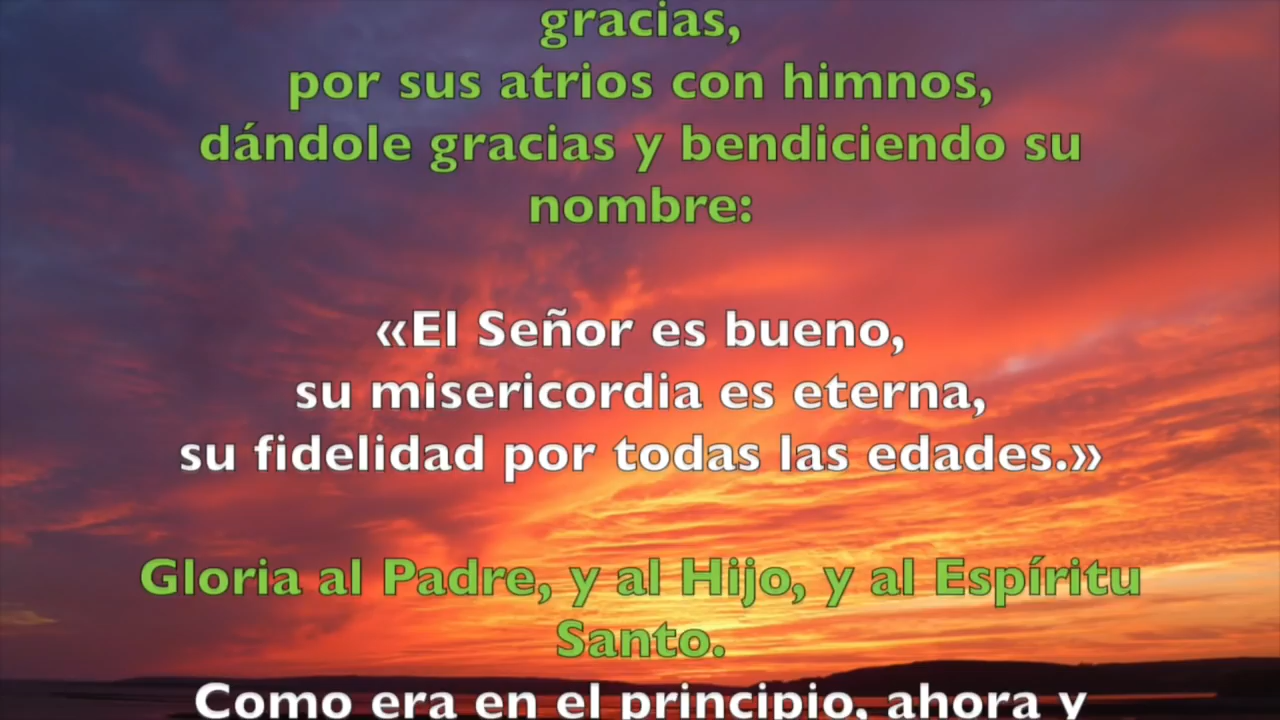 gracias,
por sus atrios con himnos,
dándole gracias y bendiciendo su
nombre:
«El Señor es bueno,
su misericordia es eterna,
su fidelidad por todas las edades.»
Gloria al Padre, y al Hijo, y al Espíritu
Santo.
Como era en el principio, ahora y